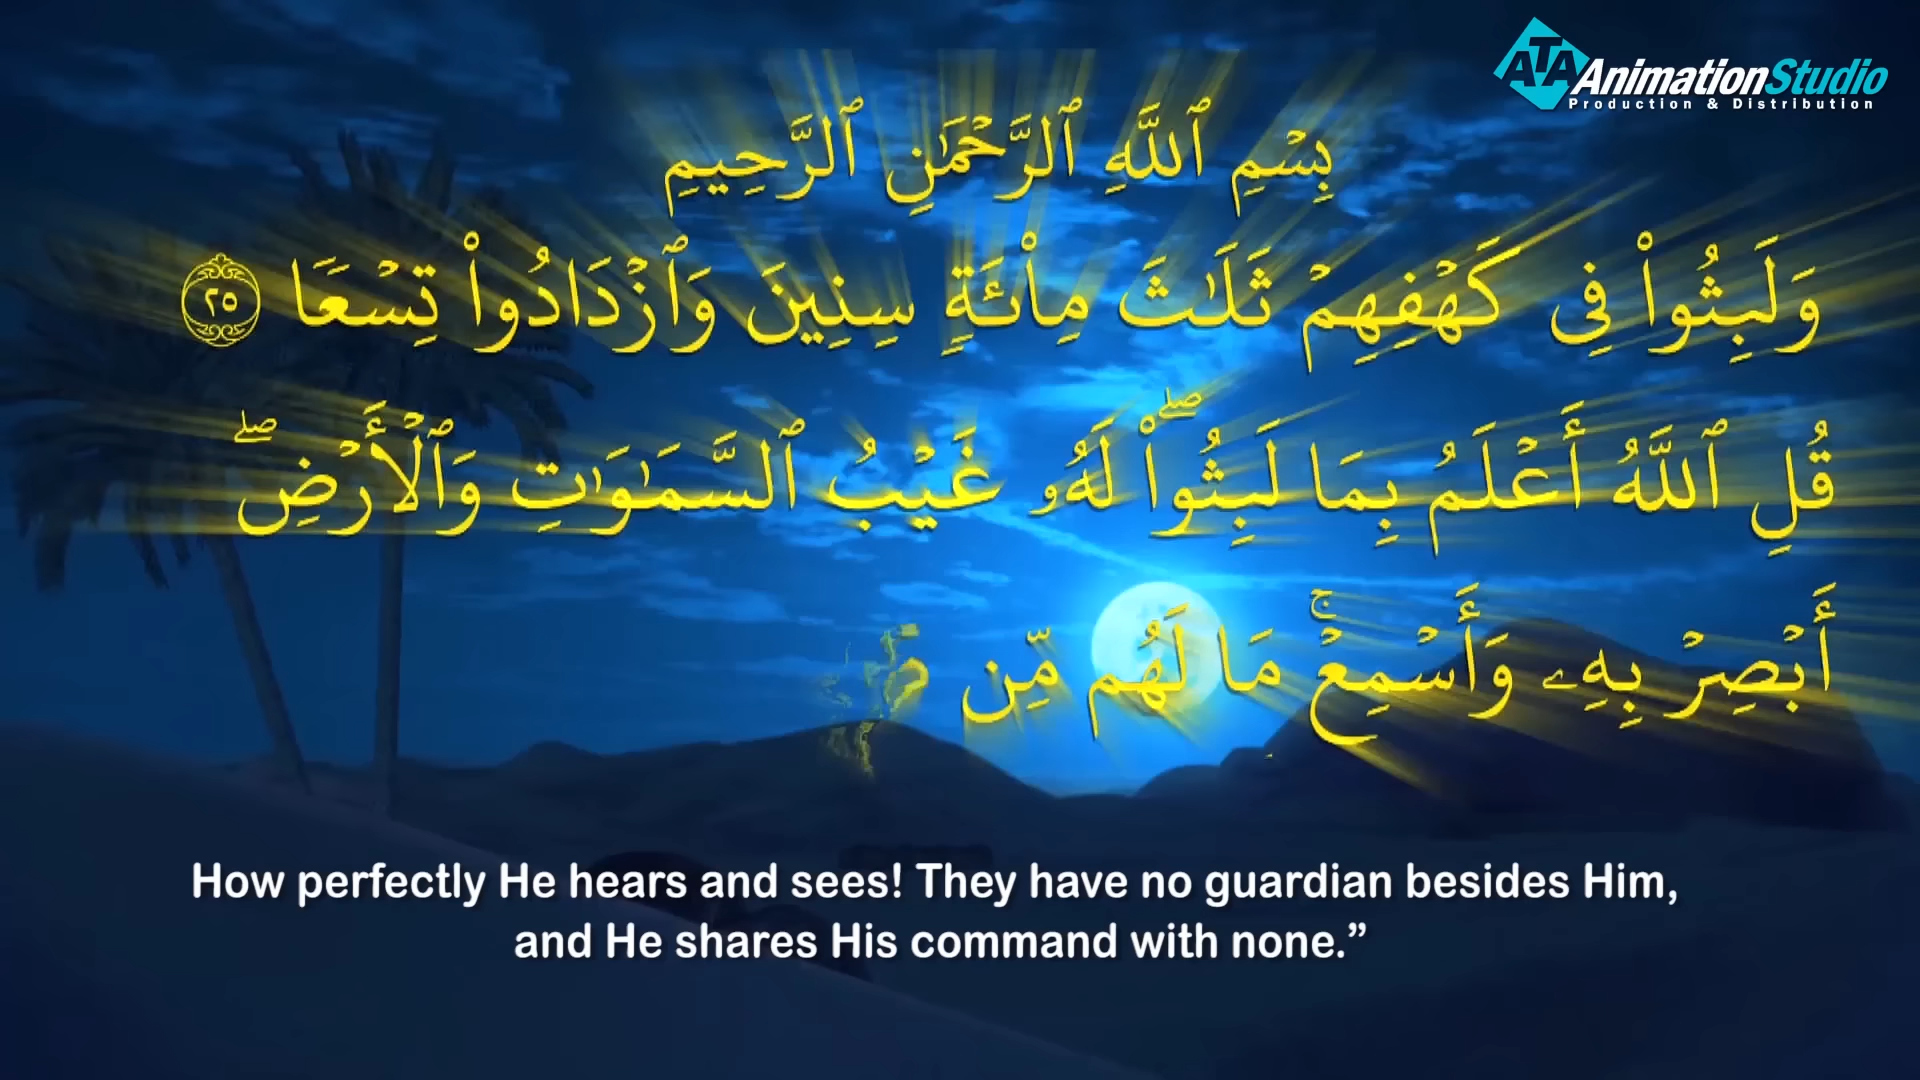 ATA AnimationStudio
Production & Distribution
بِسْمِ ٱللَّهِ ٱلرَّحْمَٰنِ ٱلرَّحِيمِ
وَلَبِثُوا۟ فِى كَهْفِهِمْ ثَلَٰثَ مِا۟ئَةٍ سِنِينَ وَٱزْدَادُوا۟ تِسْعًا ٢٥
قُلِ ٱللَّهُ أَعْلَمُ بِمَا لَبِثُوا۟ ۖ لَهُۥ غَيْبُ ٱلسَّمَٰوَٰتِ وَٱلْأَرْضِ ۖ
أَبْصِرْ بِهِۦ وَأَسْمِعْ ۚ مَا لَهُم مِّن
How perfectly He hears and sees! They have no guardian besides Him,
and He shares His command with none.”